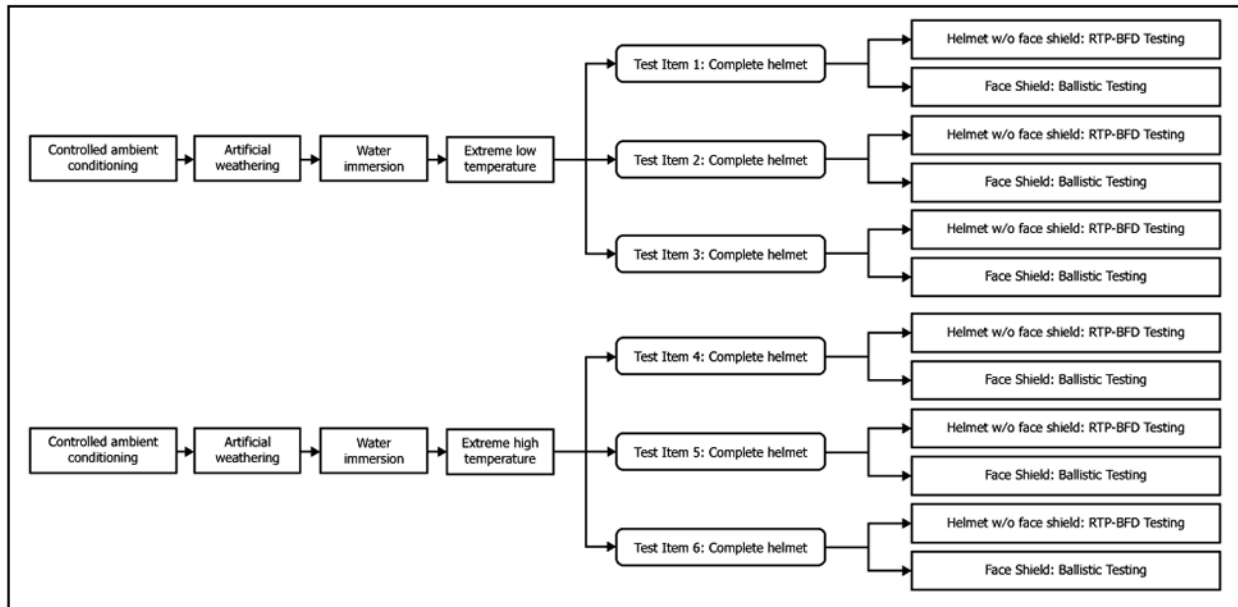 Helmet w/o face shield: RTP-BFD Testing
Test Item 1: Complete helmet
Face Shield: Ballistic Testing
Controlled ambient
conditioning
Artificial
weathering
Water
immersion
Extreme low
temperature
Helmet w/o face shield: RTP-BFD Testing
Test Item 2: Complete helmet
Face Shield: Ballistic Testing
Helmet w/o face shield: RTP-BFD Testing
Test Item 3: Complete helmet
Face Shield: Ballistic Testing
Helmet w/o face shield: RTP-BFD Testing
Test Item 4: Complete helmet
Face Shield: Ballistic Testing
Controlled ambient
conditioning
Artificial
weathering
Water
immersion
Extreme high
temperature
Helmet w/o face shield: RTP-BFD Testing
Test Item 5: Complete helmet
Face Shield: Ballistic Testing
Helmet w/o face shield: RTP-BFD Testing
Test Item 6: Complete helmet
Face Shield: Ballistic Testing